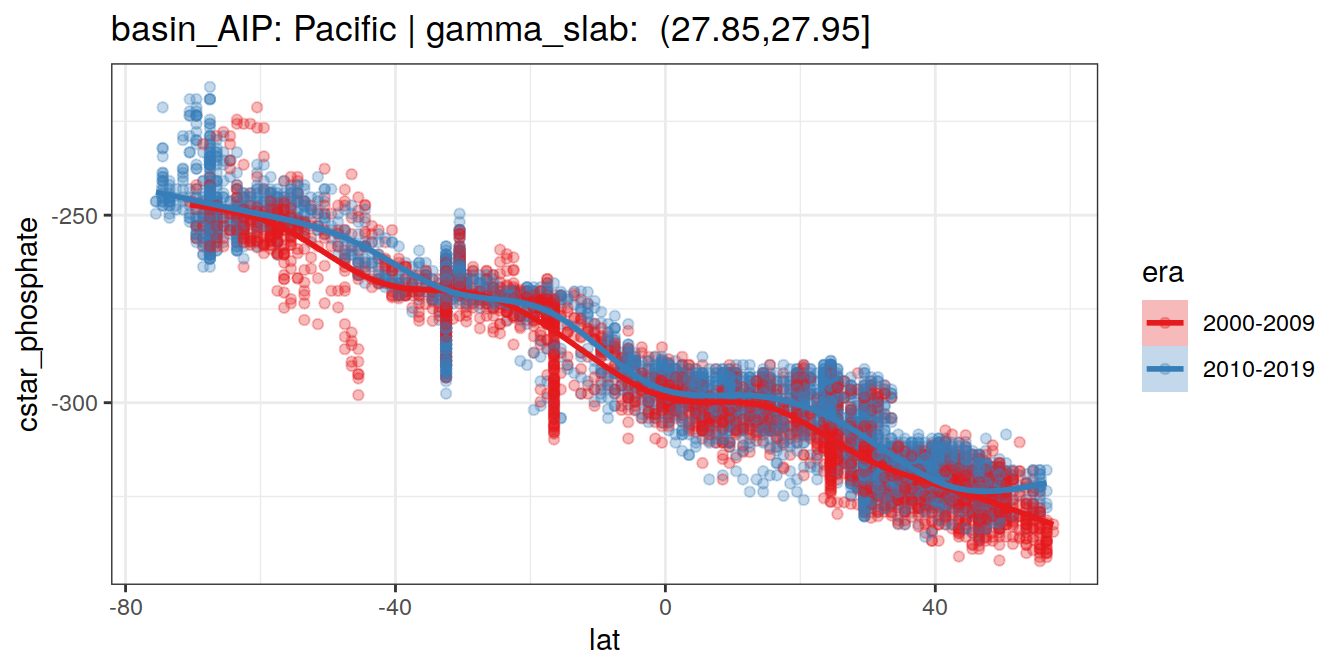 basin_AIP: Pacific | gamma_slab:  (27.85,27.95]
cstar_phosphate
-250
-300
-80
-40
0
40
lat
era
2000-2009
2010-2019